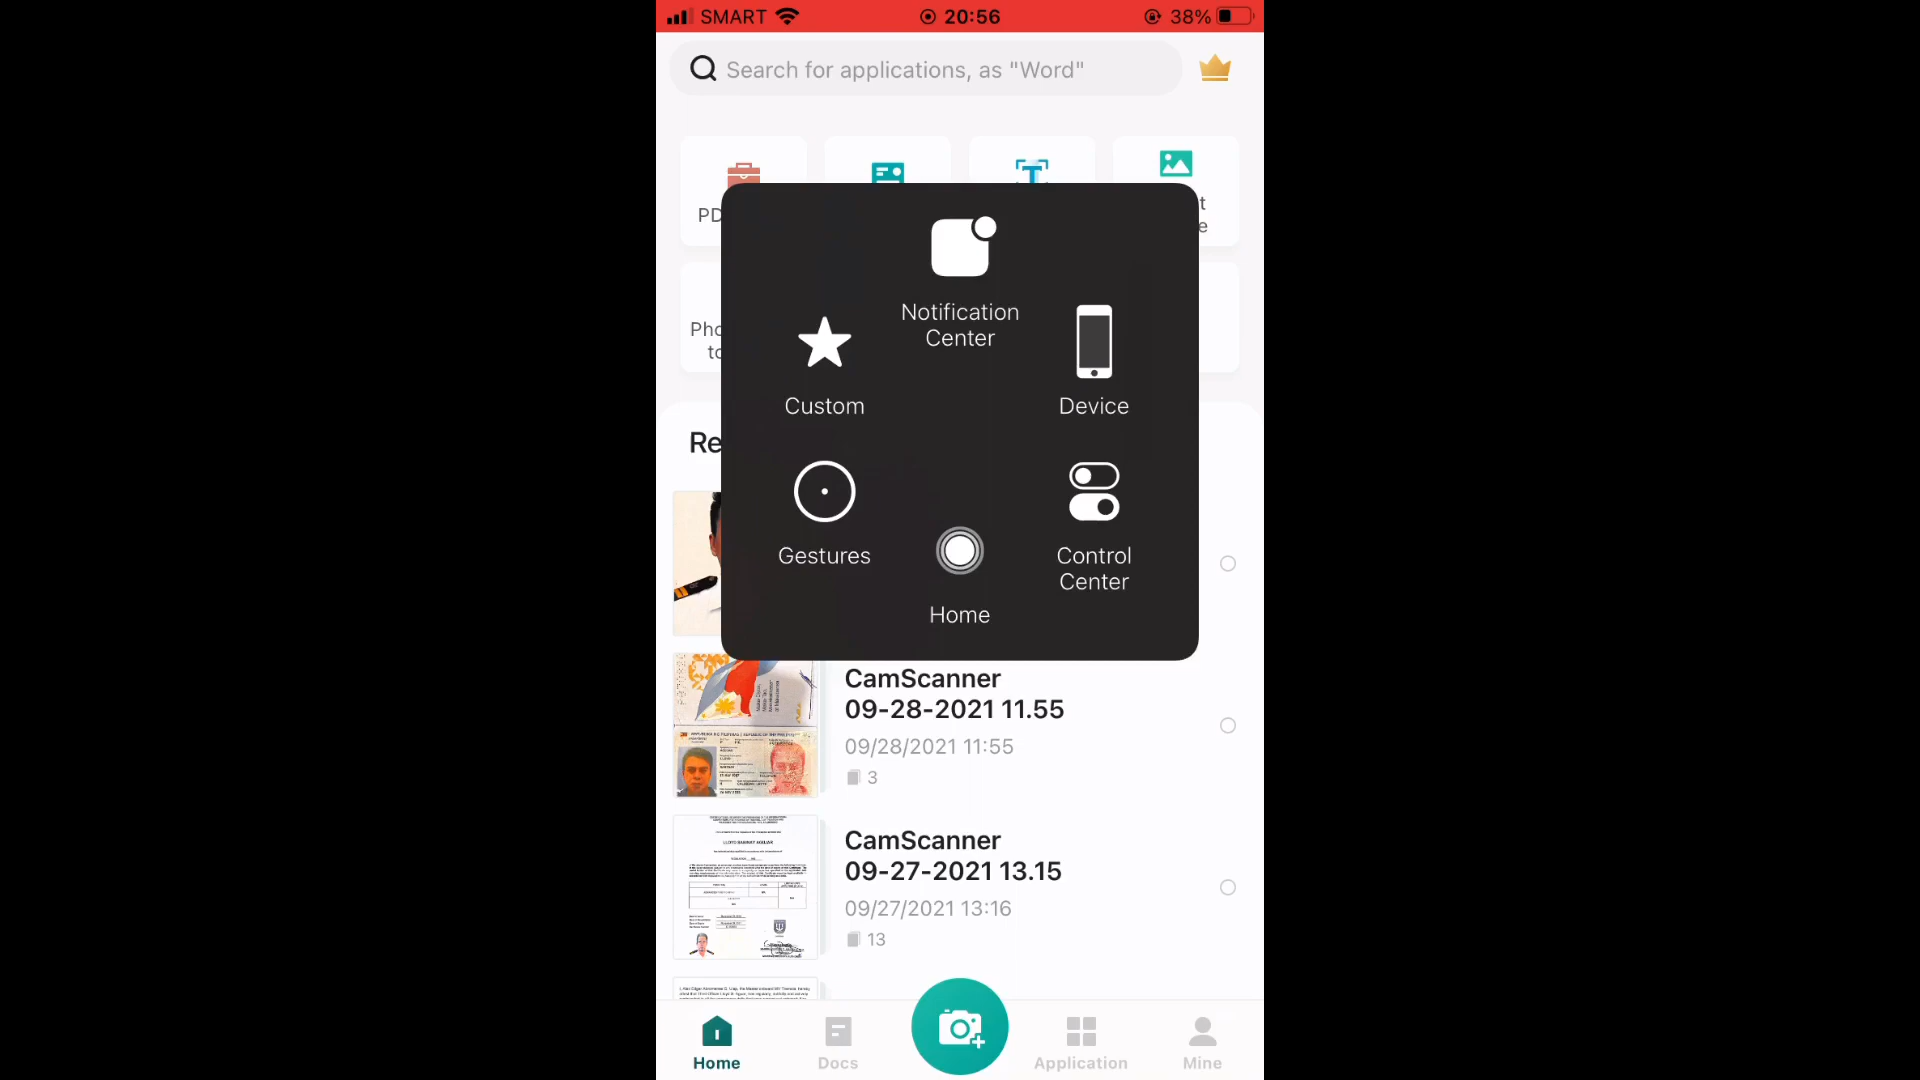 SMART
20:56
38%
Search for applications, as "Word"
PD
t
e
Pho
to
Notification
Center
Custom
Device
Gestures
Control
Center
Home
Re
CamScanner
09-28-2021 11.55
09/28/2021 11:55
3
CamScanner
09-27-2021 13.15
09/27/2021 13:16
13
Home
Docs
Application
Mine